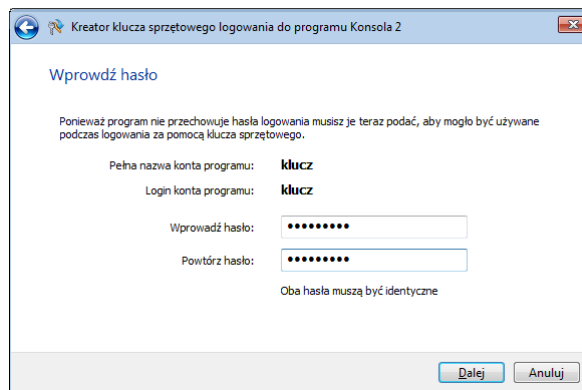 Kreator klucza sprzętowego logowania do programu Konsola 2
Wprowdź hasło
Ponieważ program nie przechowuje hasła logowania musisz je teraz podać, aby mogło być używane
podczas logowania za pomocą klucza sprzętowego.
Pełna nazwa konta programu: klucz
Login konta programu: klucz
Wprowadź hasło: •••••••••
Powtórz hasło: •••••••••
Oba hasła muszą być identyczne
Dalej Anuluj